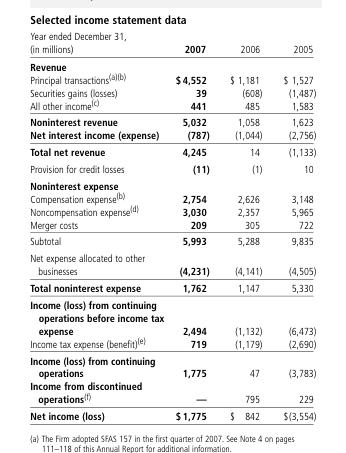 Selected income statement data
Year ended December 31,
(in millions) 2007 2006 2005
Revenue
Principal transactions(a)(b) $ 4,552 $ 1,181 $ 1,527
Securities gains (losses) 39 (608) (1,487)
All other income(c) 441 485 1,583
Noninterest revenue 5,032 1,058 1,623
Net interest income (expense) (787) (1,044) (2,756)
Total net revenue 4,245 14 (1,133)
Provision for credit losses (11) (1) 10
Noninterest expense
Compensation expense(b) 2,754 2,626 3,148
Noncompensation expense(d) 3,030 2,357 5,965
Merger costs 209 305 722
Subtotal 5,993 5,288 9,835
Net expense allocated to other
businesses (4,231) (4,141) (4,505)
Total noninterest expense 1,762 1,147 5,330
Income (loss) from continuing
operations before income tax
expense 2,494 (1,132) (6,473)
Income tax expense (benefit)(e) 719 (1,179) (2,690)
Income (loss) from continuing
operations 1,775 47 (3,783)
Income from discontinued
operations(f) — 795 229
Net income (loss) $ 1,775 $ 842 $(3,554)
(a) The Firm adopted SFAS 157 in the first quarter of 2007. See Note 4 on pages
111–118 of this Annual Report for additional information.